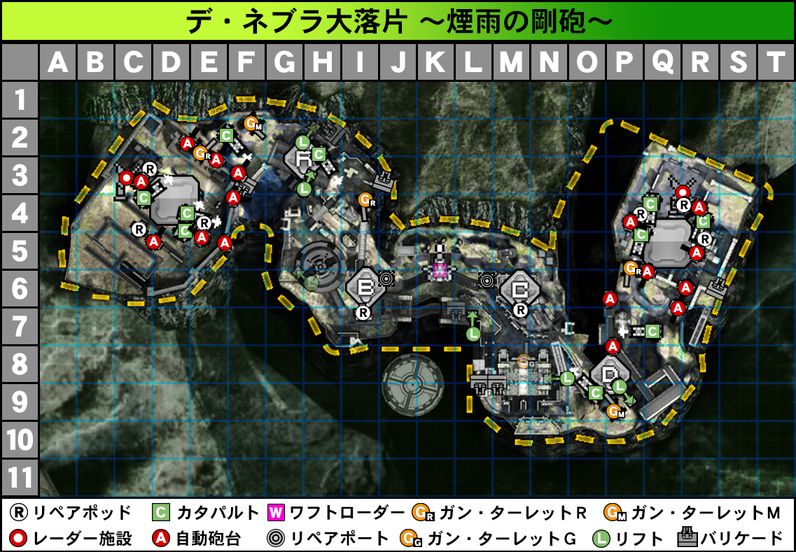 デ・ネブラ大落片 ～煙雨の剛砲～
A B C D E F G H I J K L M N O P Q R S T
1
2
3
4
5
6
7
8
9
10
11
B
C
D
R リペアポッド C カタパルト W ワフトローダー GR ガン・ターレットR GM ガン・ターレットM
レーダー施設 A 自動砲台 リペアポート GG ガン・ターレットG L リフト バリケード